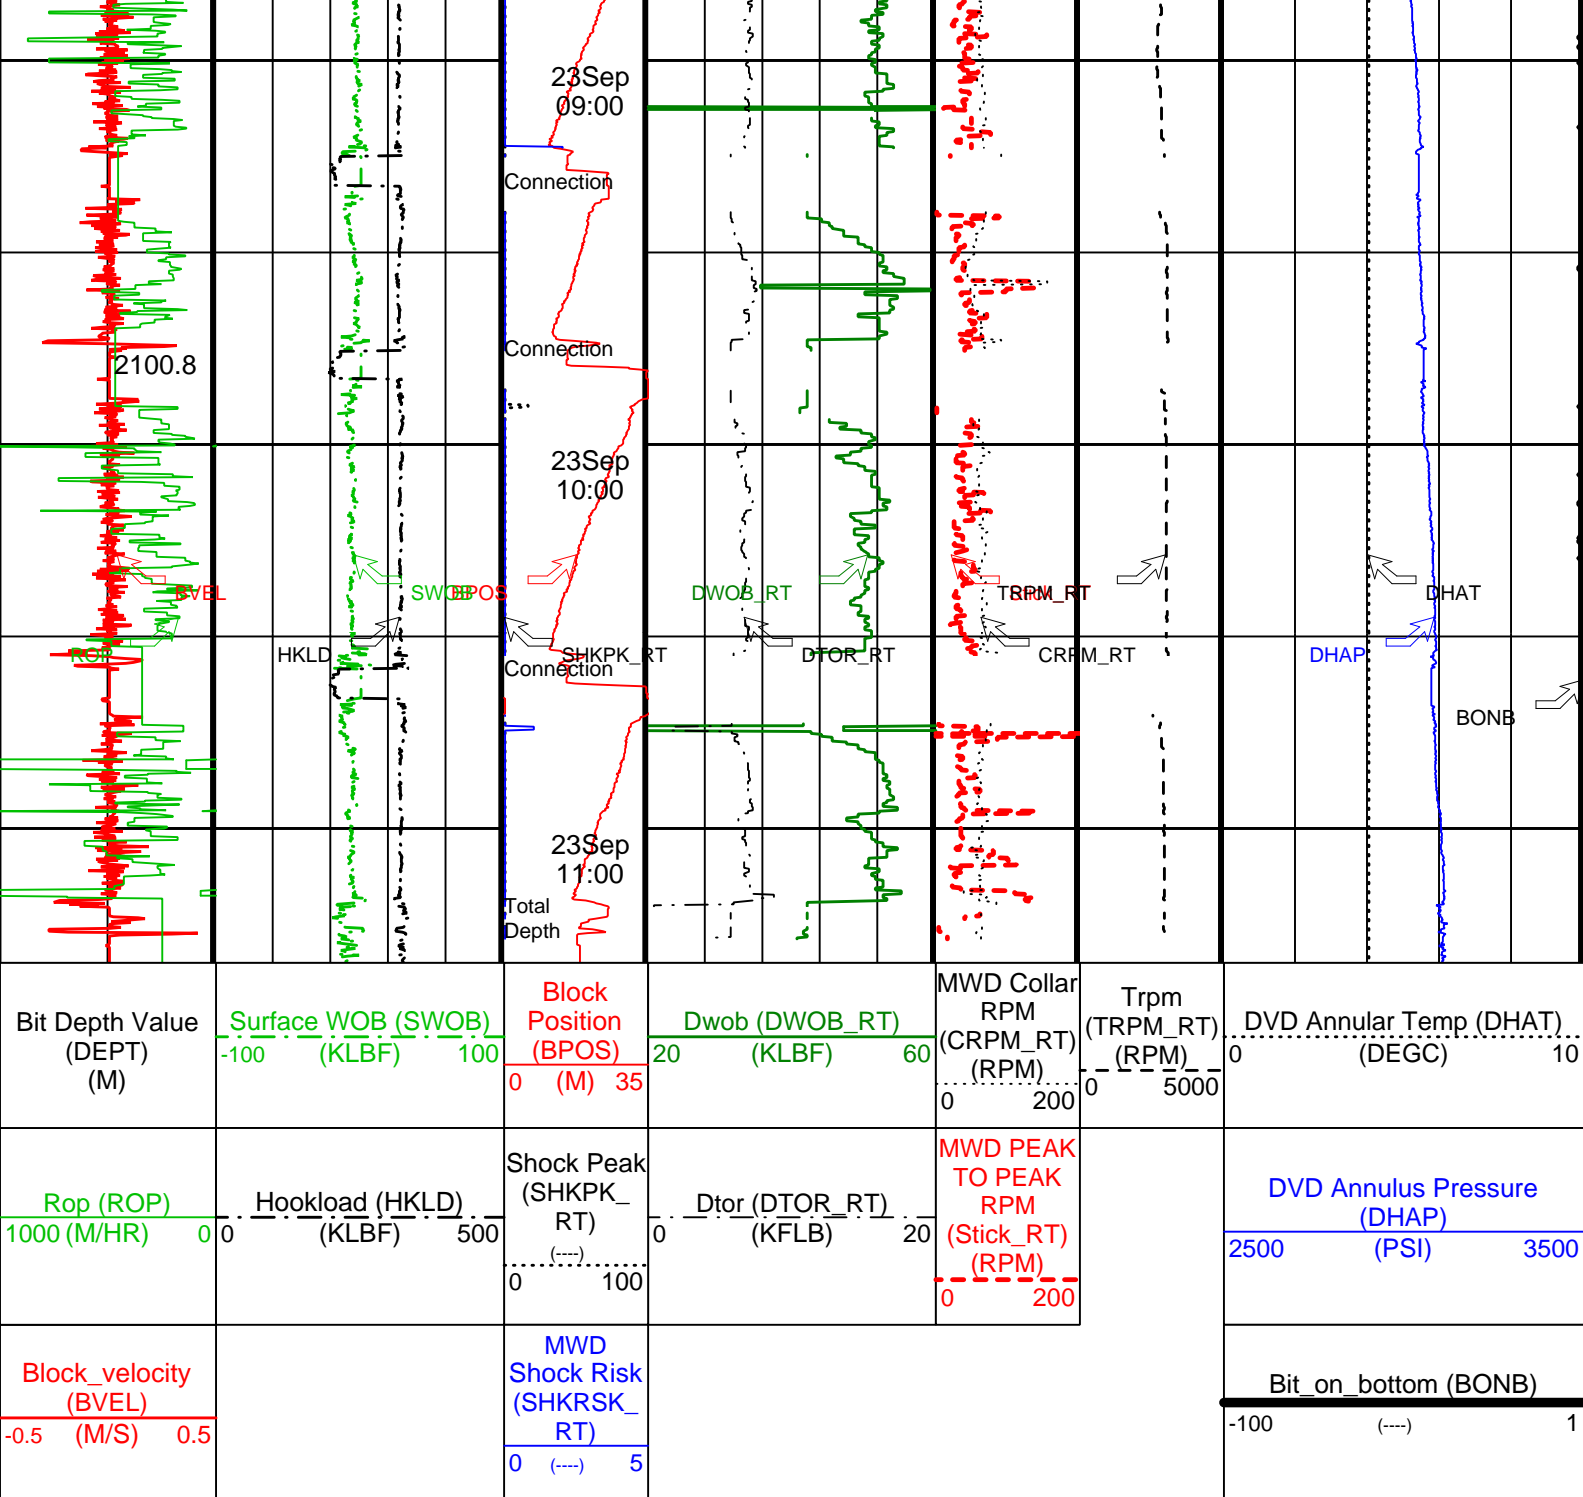 23Sep
09:00
Connection
Connection
2100.8
23Sep
10:00
BVEL
SWOB
BPOS
DWOB_RT
TRPM_RT
DHAT
ROP
HKLD
SHKPK_RT
DTOR_RT
CRPM_RT
DHAP
Connection
BONB
23Sep
11:00
Total
Depth
Bit Depth Value
(DEPT)
(M)
Surface WOB (SWOB)
-100 (KLBF) 100
Block
Position
(BPOS)
0 (M) 35
Dwob (DWOB_RT)
20 (KLBF) 60
MWD Collar
RPM
(CRPM_RT)
(RPM)
0 200
Trpm
(TRPM_RT)
(RPM)
0 5000
DVD Annular Temp (DHAT)
0 (DEGC) 10
Rop (ROP)
1000 (M/HR) 0
Hookload (HKLD)
0 (KLBF) 500
Shock Peak
(SHKPK_
RT)
(----)
0 100
Dtor (DTOR_RT)
0 (KFLB) 20
MWD PEAK
TO PEAK
RPM
(Stick_RT)
(RPM)
0 200
DVD Annulus Pressure
(DHAP)
2500 (PSI) 3500
Block_velocity
(BVEL)
-0.5 (M/S) 0.5
MWD
Shock Risk
(SHKRSK_
RT)
0 (----) 5
Bit_on_bottom (BONB)
-100 (----) 1